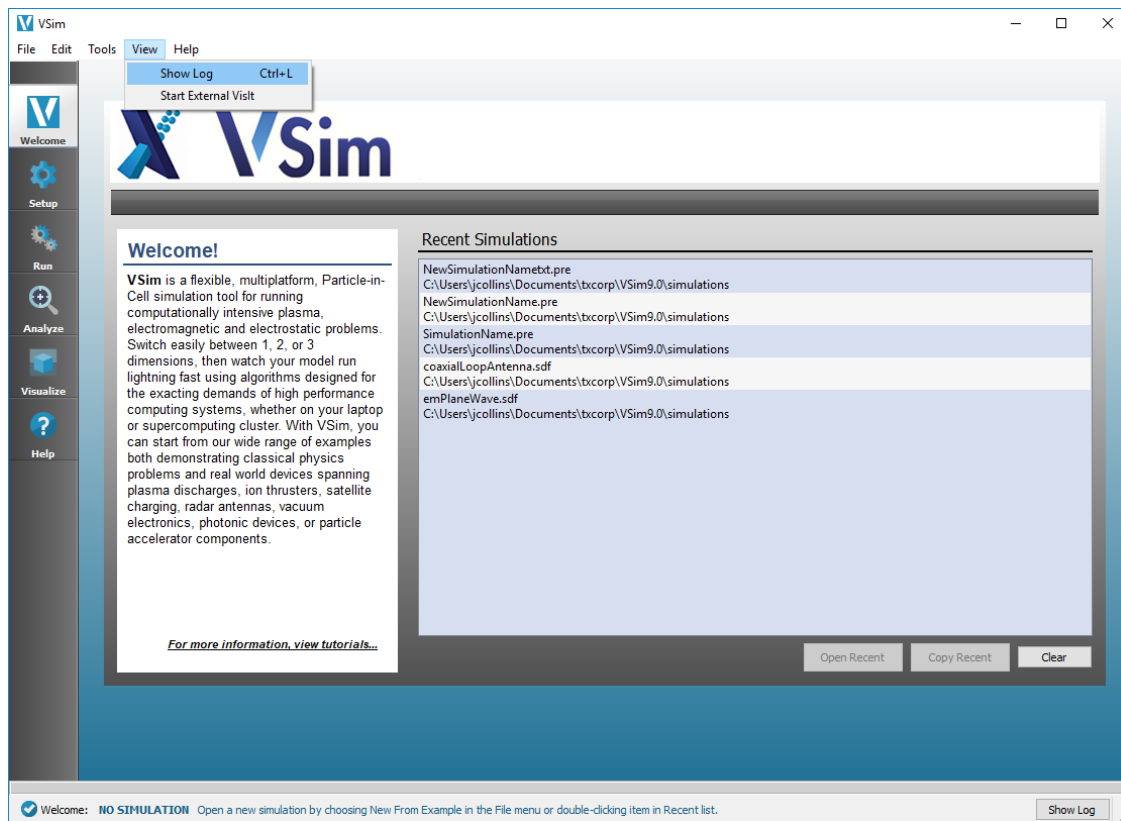 VSim
File Edit Tools View Help
Show Log Ctrl+L
Start External VisIt
VSim
Welcome
Setup
Run
Analyze
Visualize
Help
Welcome!
VSim is a flexible, multiplatform, Particle-in-
Cell simulation tool for running
computationally intensive plasma,
electromagnetic and electrostatic problems.
Switch easily between 1, 2, or 3
dimensions, then watch your model run
lightning fast using algorithms designed for
the exacting demands of high performance
computing systems, whether on your laptop
or supercomputing cluster. With VSim, you
can start from our wide range of examples
both demonstrating classical physics
problems and real world devices spanning
plasma discharges, ion thrusters, satellite
charging, radar antennas, vacuum
electronics, photonic devices, or particle
accelerator components.
For more information, view tutorials...
Recent Simulations
NewSimulationNametxt.pre
C:\Users\jcollins\Documents\txcorp\VSim9.0\simulations
NewSimulationName.pre
C:\Users\jcollins\Documents\txcorp\VSim9.0\simulations
SimulationName.pre
C:\Users\jcollins\Documents\txcorp\VSim9.0\simulations
coaxialLoopAntenna.sdf
C:\Users\jcollins\Documents\txcorp\VSim9.0\simulations
emPlaneWave.sdf
C:\Users\jcollins\Documents\txcorp\VSim9.0\simulations
Open Recent Copy Recent Clear
Welcome: NO SIMULATION Open a new simulation by choosing New From Example in the File menu or double-clicking item in Recent list. Show Log